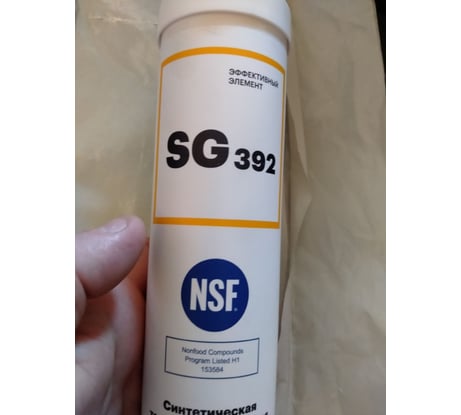 ЭФФЕКТИВНЫЙ
ЭЛЕМЕНТ
SG 392
NSF®
Nonfood Compounds
Program Listed H1
153584
Синтетическая